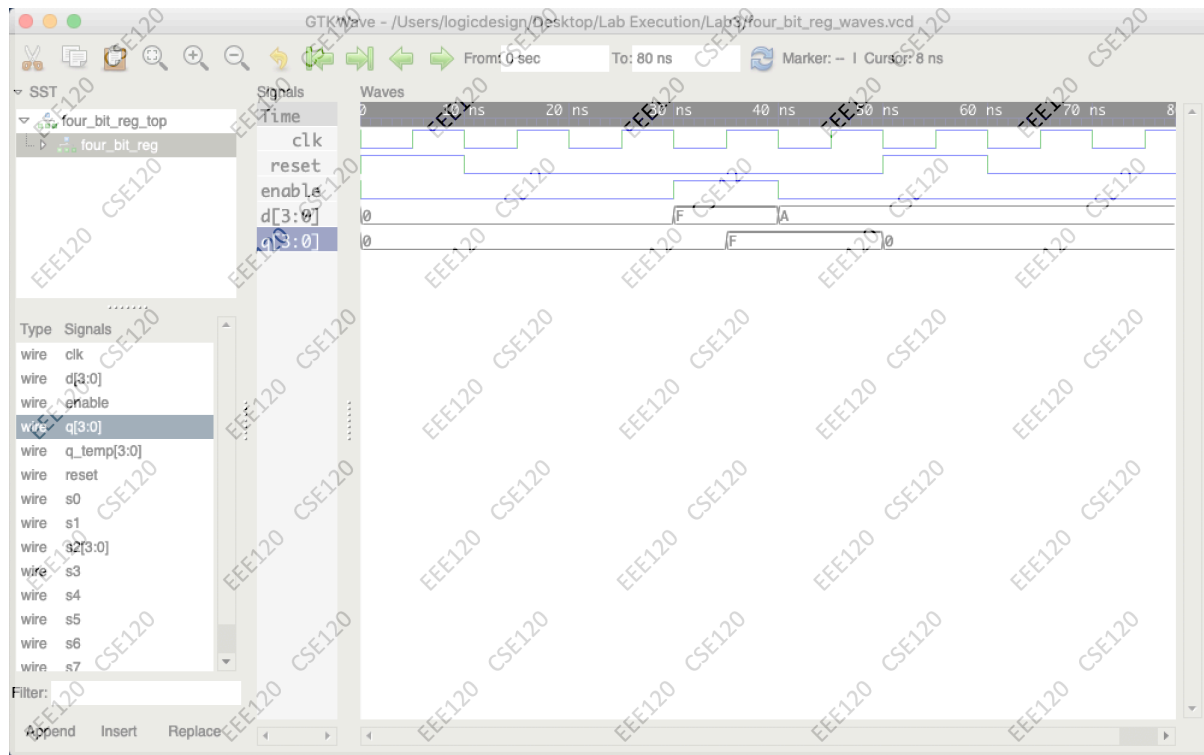 GTKWave - /Users/logicdesign/Desktop/Lab Execution/Lab3/four_bit_reg_waves.vcd
From: 0 sec To: 80 ns Marker: -- | Cursor: 8 ns
SST
four_bit_reg_top
four_bit_reg
Type Signals
wire clk
wire d[3:0]
wire enable
wire q[3:0]
wire q_temp[3:0]
wire reset
wire s0
wire s1
wire s2[3:0]
wire s3
wire s4
wire s5
wire s6
wire s7
Filter:
Append Insert Replace
Signals
Time
clk
reset
enable
d[3:0]
q[3:0]
Waves
0 10 ns 20 ns 30 ns 40 ns 50 ns 60 ns 70 ns 8
0 F A
0 F 0
EEE120 CSE120